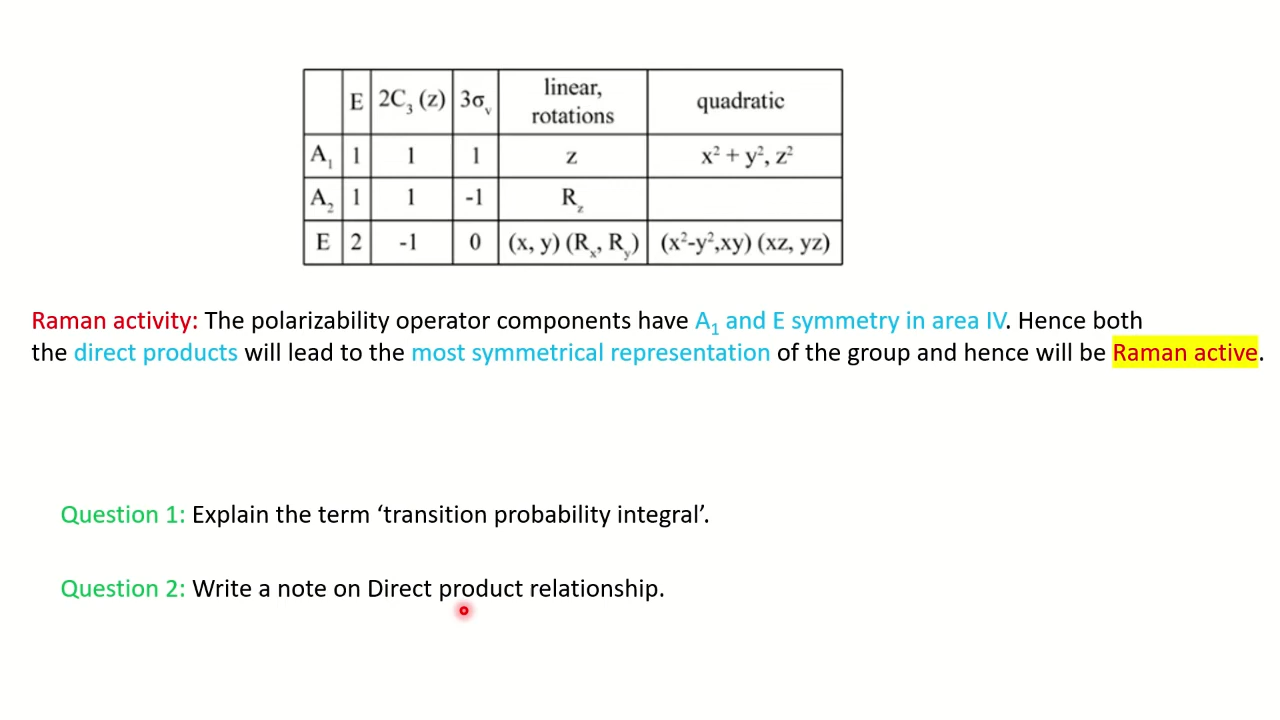 E 2C₃ (z) 3σᵥ linear, rotations quadratic
A₁ 1 1 1 z x² + y², z²
A₂ 1 1 -1 R_z
E 2 -1 0 (x, y) (Rₓ, R_y) (x²-y²,xy) (xz, yz)
Raman activity: The polarizability operator components have A₁ and E symmetry in area IV. Hence both
the direct products will lead to the most symmetrical representation of the group and hence will be Raman active.
Question 1: Explain the term ‘transition probability integral’.
Question 2: Write a note on Direct product relationship.